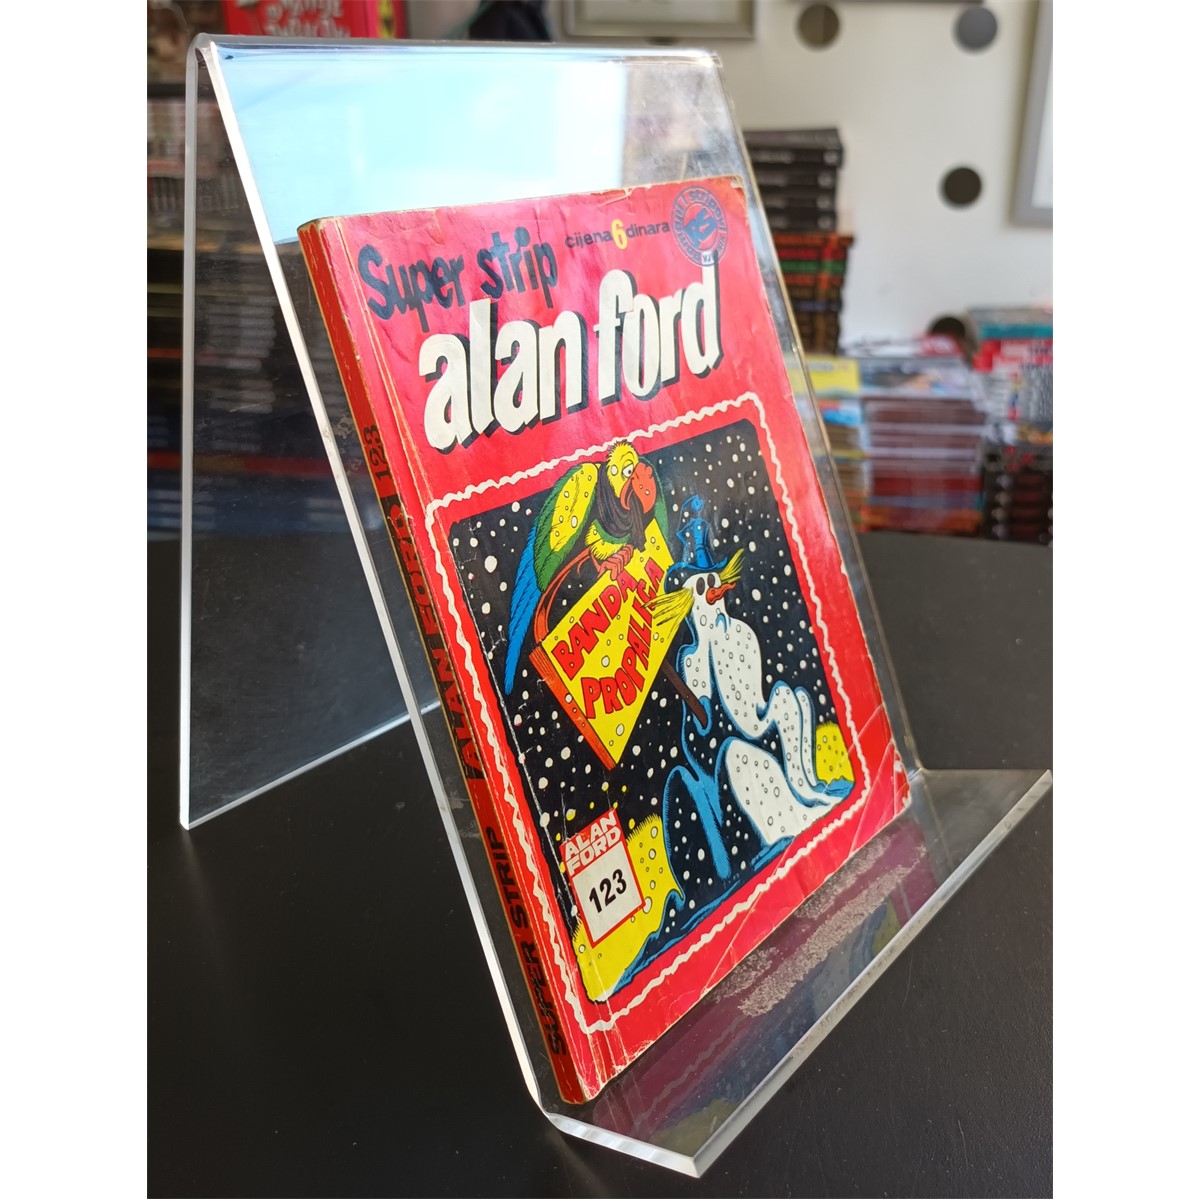 Super strip
cijena 6 dinara
alan ford
BANDA
PROPALICA
ALAN
FORD
123
SUPER STRIP ALAN FORD 123